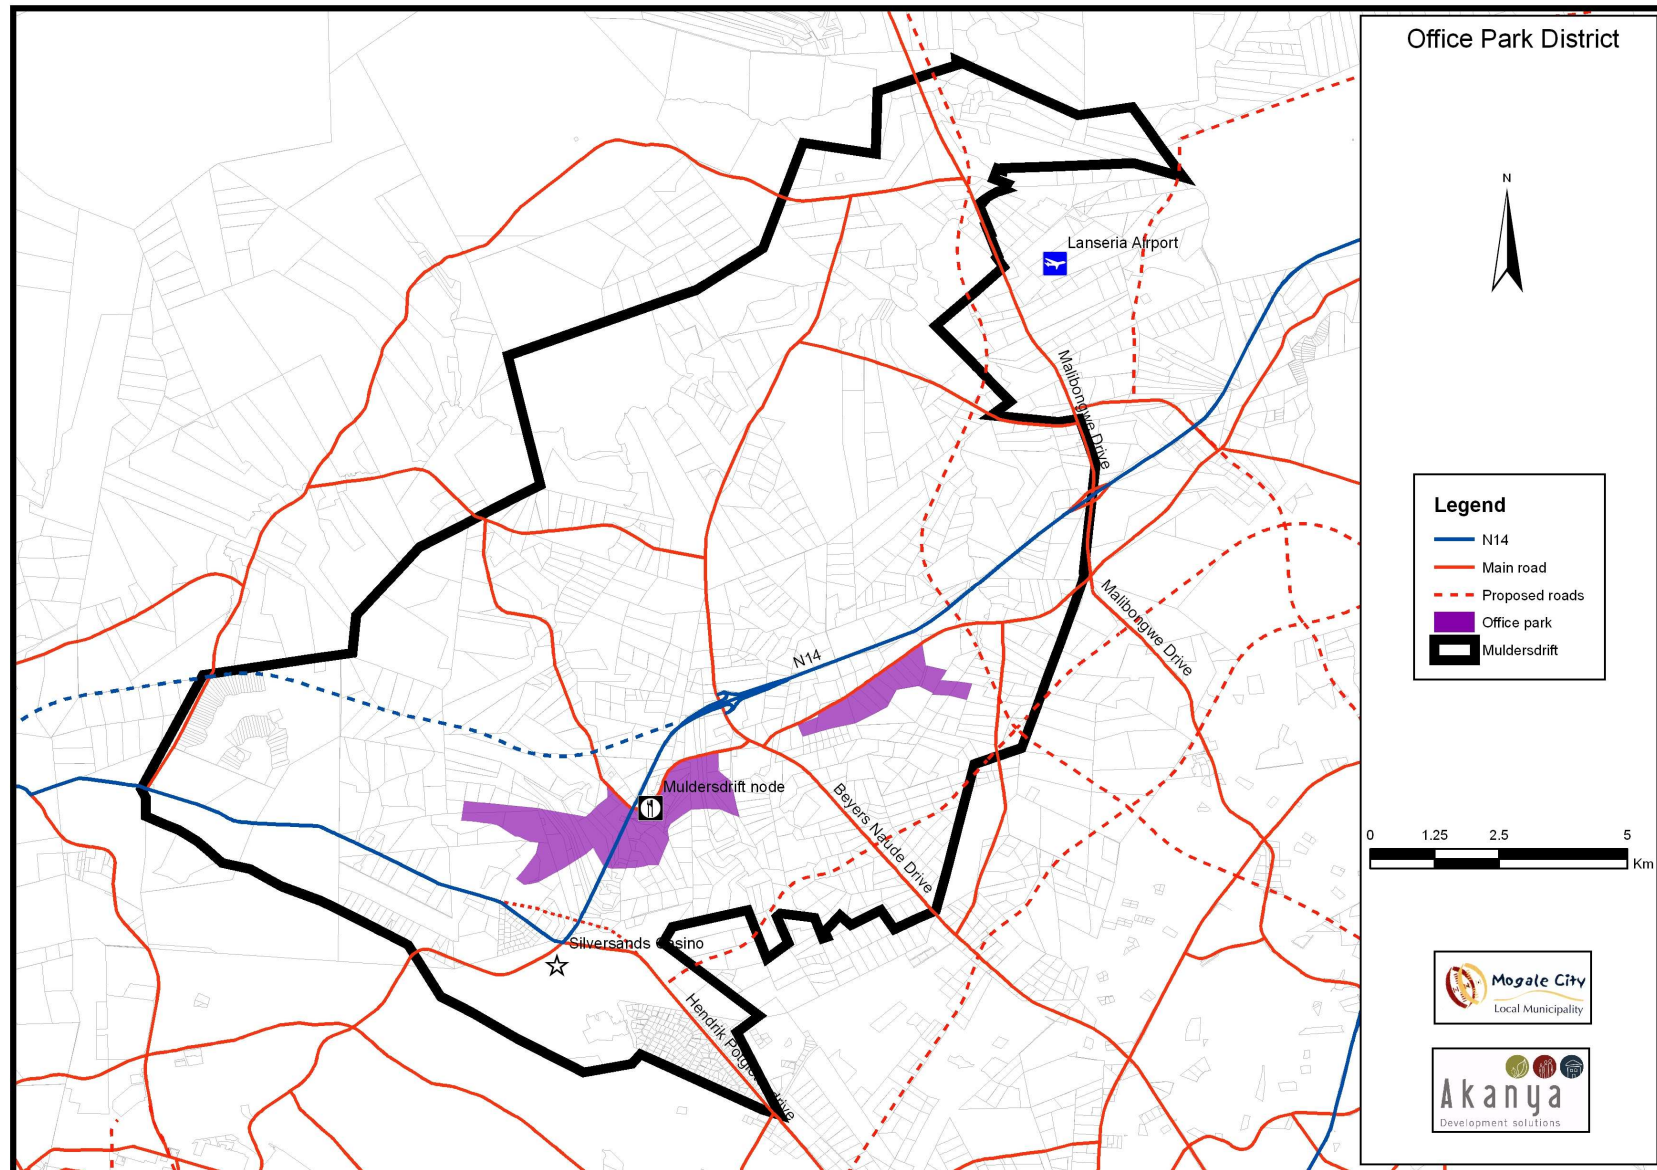 Office Park District
N
Lanseria Airport
Malibongwe Drive
Malibongwe Drive
N14
Muldersdrift node
Beyers Naude Drive
Silversands Casino
Hendrik Potgieter drive
Legend
N14
Main road
Proposed roads
Office park
Muldersdrift
0 1.25 2.5 5
Km
Mogale City
Local Municipality
Akanya
Development solutions